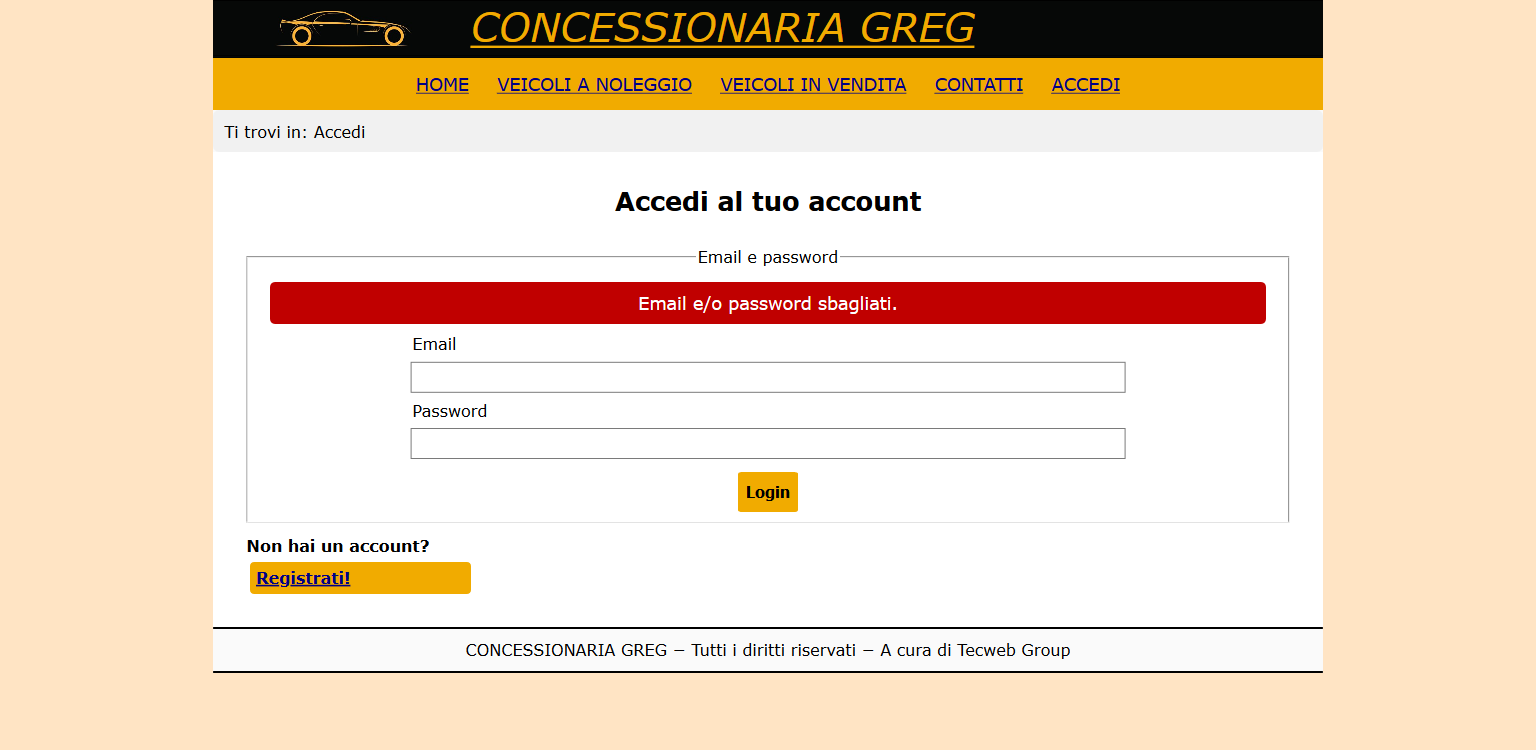 CONCESSIONARIA GREG
HOME VEICOLI A NOLEGGIO VEICOLI IN VENDITA CONTATTI ACCEDI
Ti trovi in: Accedi
Accedi al tuo account
Email e password
Email e/o password sbagliati.
Email
Password
Login
Non hai un account?
Registrati!
CONCESSIONARIA GREG − Tutti i diritti riservati − A cura di Tecweb Group